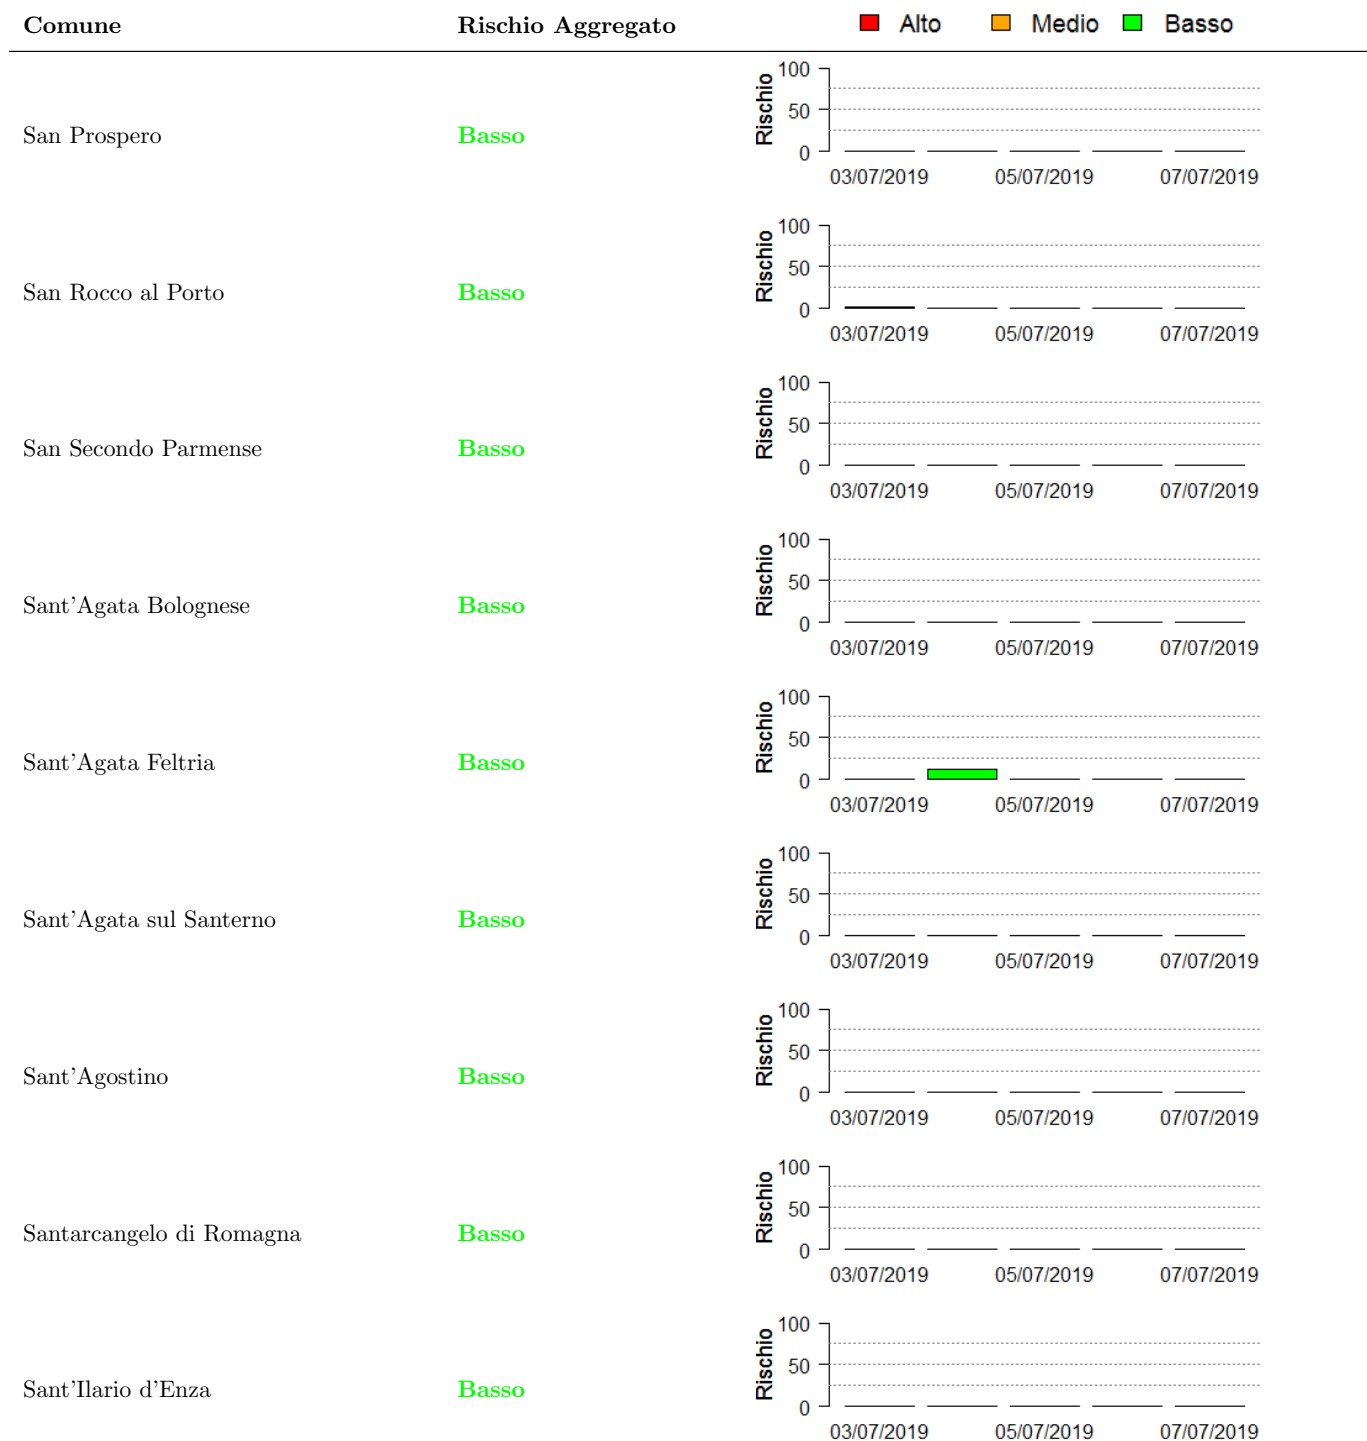 Comune Rischio Aggregato Alto Medio Basso
100
50
0
Rischio
San Prospero Basso
03/07/2019 05/07/2019 07/07/2019
100
50
0
Rischio
San Rocco al Porto Basso
03/07/2019 05/07/2019 07/07/2019
100
50
0
Rischio
San Secondo Parmense Basso
03/07/2019 05/07/2019 07/07/2019
100
50
0
Rischio
Sant'Agata Bolognese Basso
03/07/2019 05/07/2019 07/07/2019
100
50
0
Rischio
Sant'Agata Feltria Basso
03/07/2019 05/07/2019 07/07/2019
100
50
0
Rischio
Sant'Agata sul Santerno Basso
03/07/2019 05/07/2019 07/07/2019
100
50
0
Rischio
Sant'Agostino Basso
03/07/2019 05/07/2019 07/07/2019
100
50
0
Rischio
Santarcangelo di Romagna Basso
03/07/2019 05/07/2019 07/07/2019
100
50
0
Rischio
Sant'Ilario d'Enza Basso
03/07/2019 05/07/2019 07/07/2019